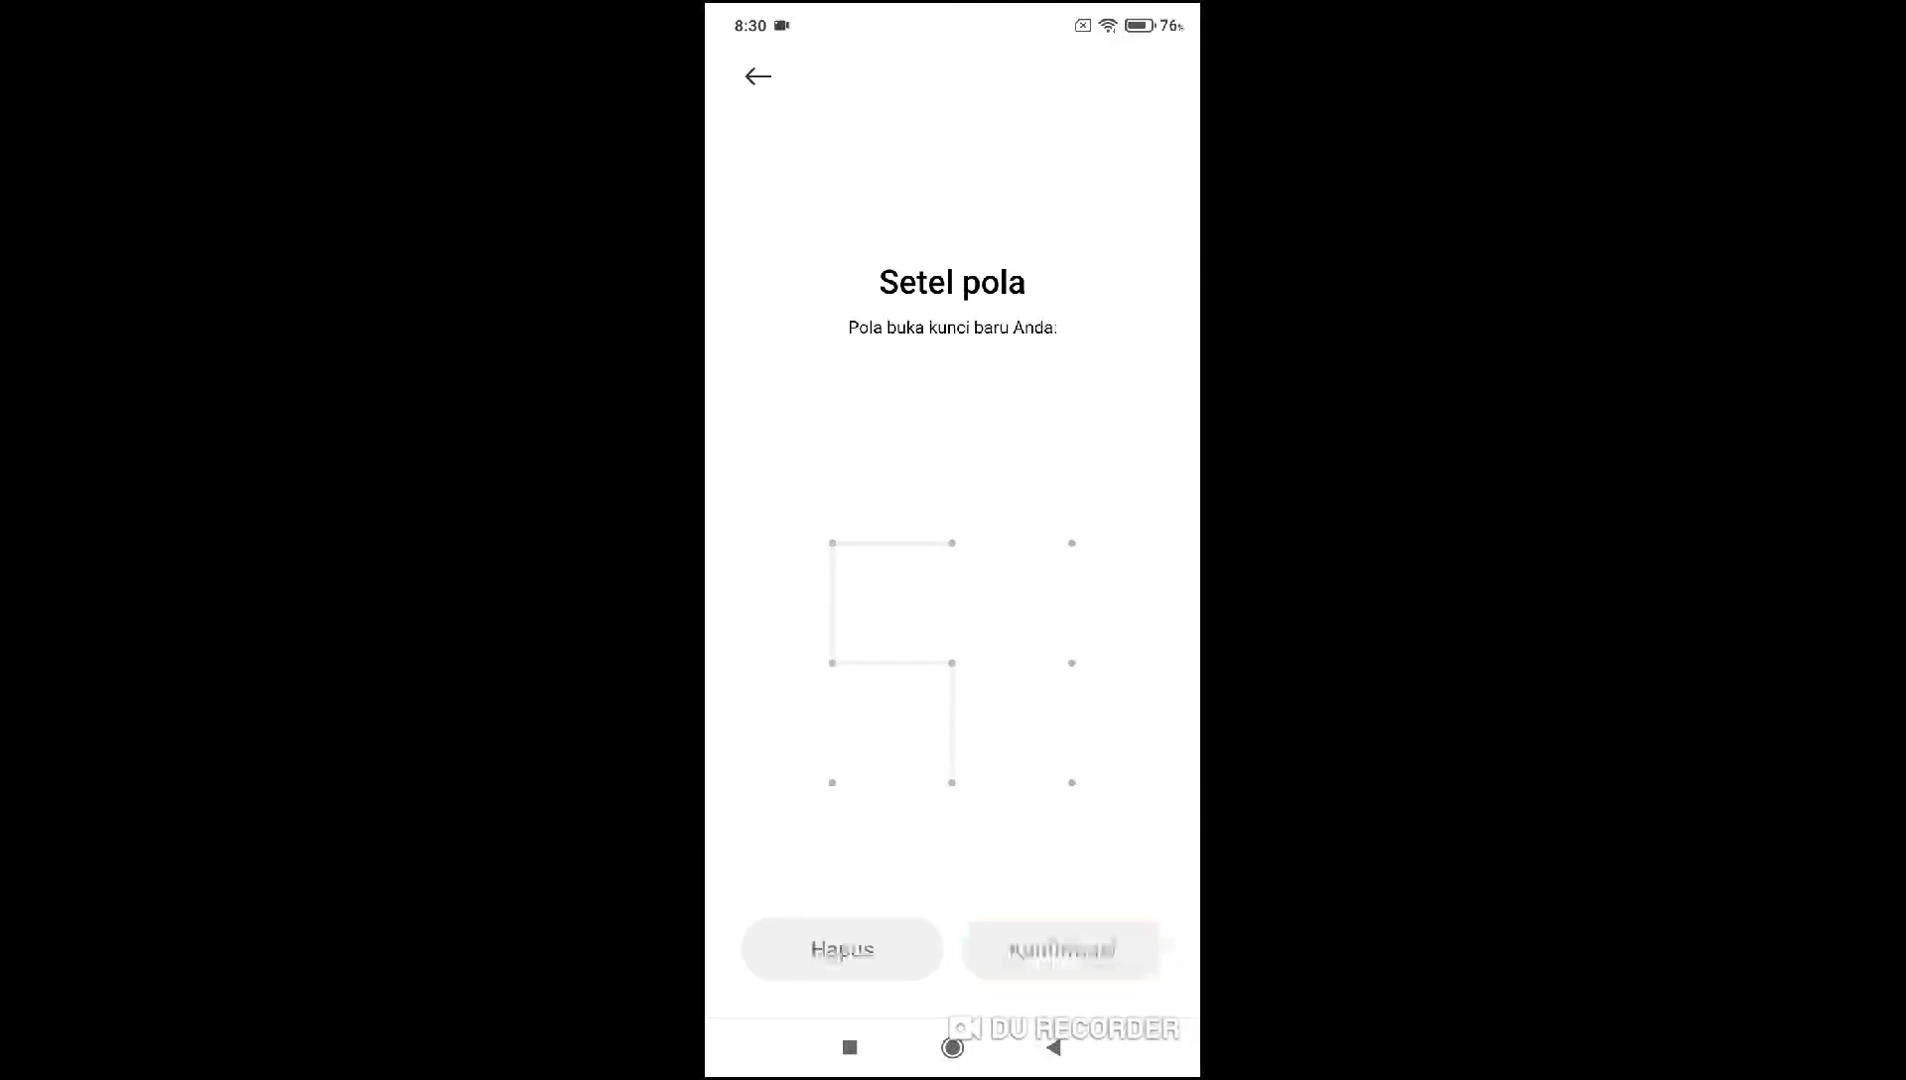 8:30
76%
Setel pola
Pola buka kunci baru Anda:
Hapus
DU RECORDER